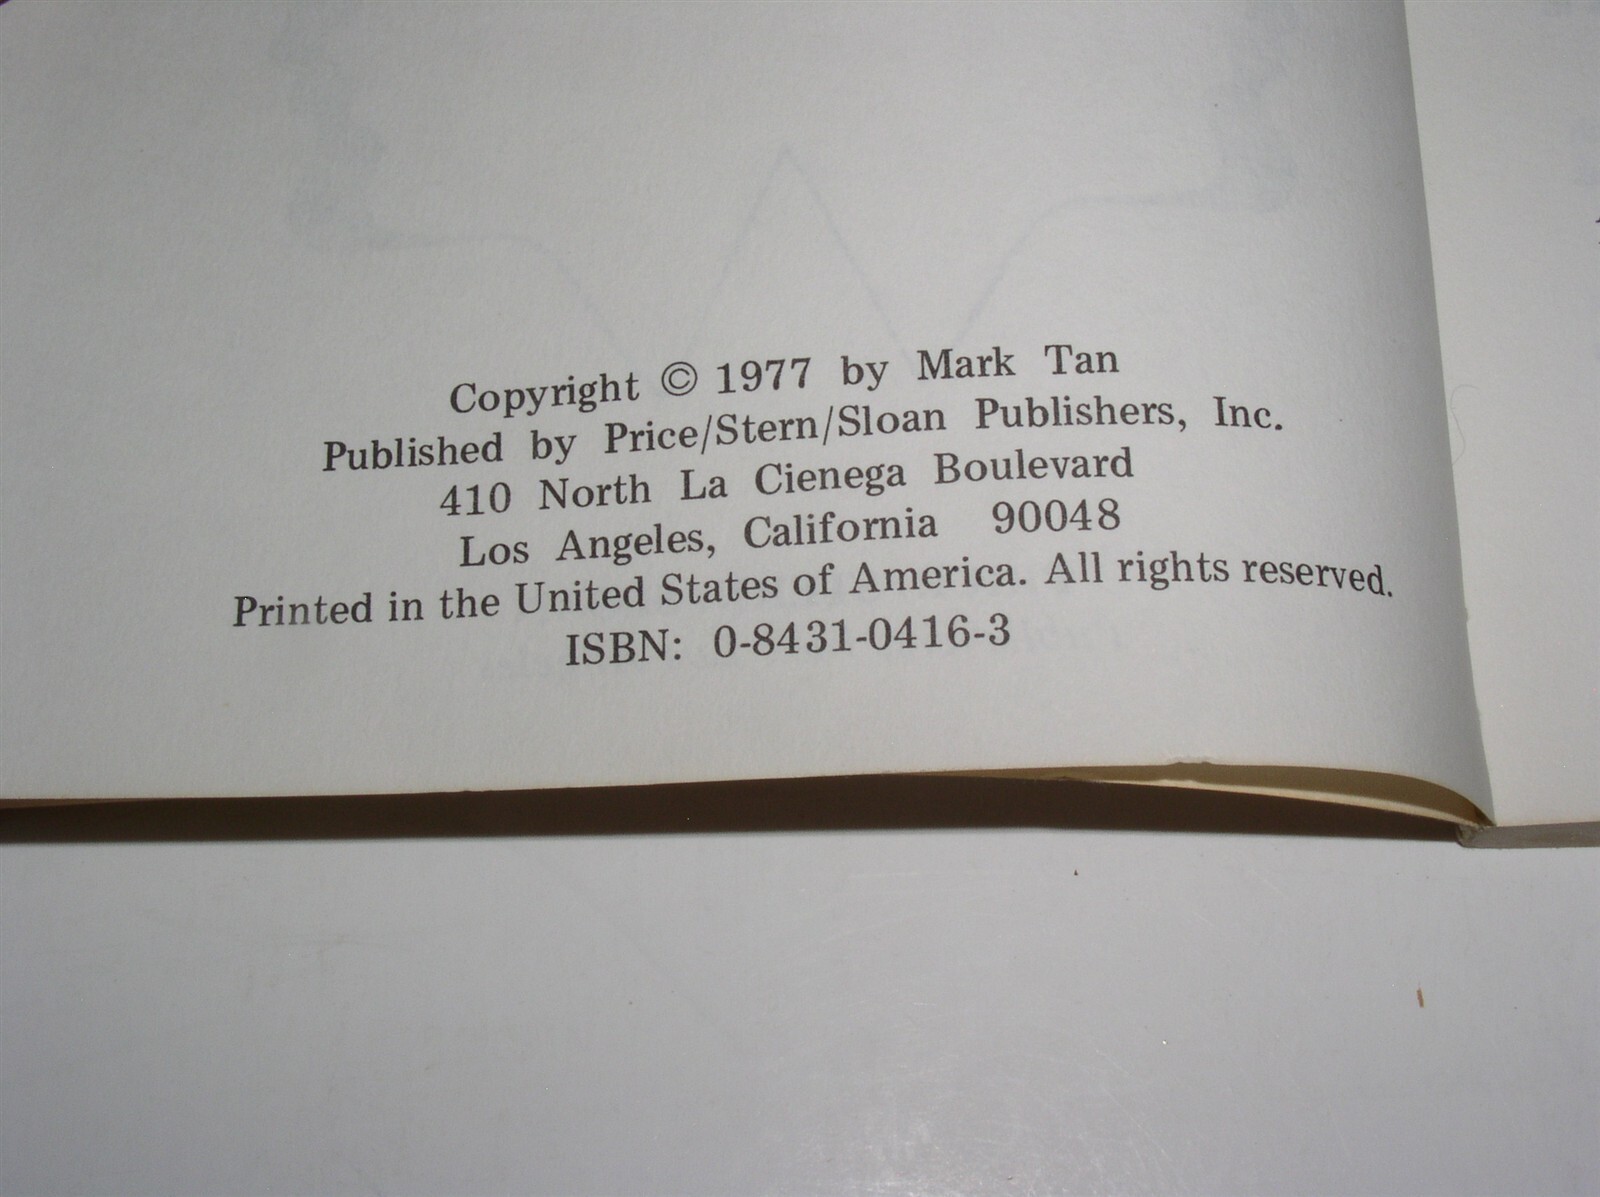 Copyright © 1977 by Mark Tan
Published by Price/Stern/Sloan Publishers, Inc.
410 North La Cienega Boulevard
Los Angeles, California 90048
Printed in the United States of America. All rights reserved.
ISBN: 0-8431-0416-3